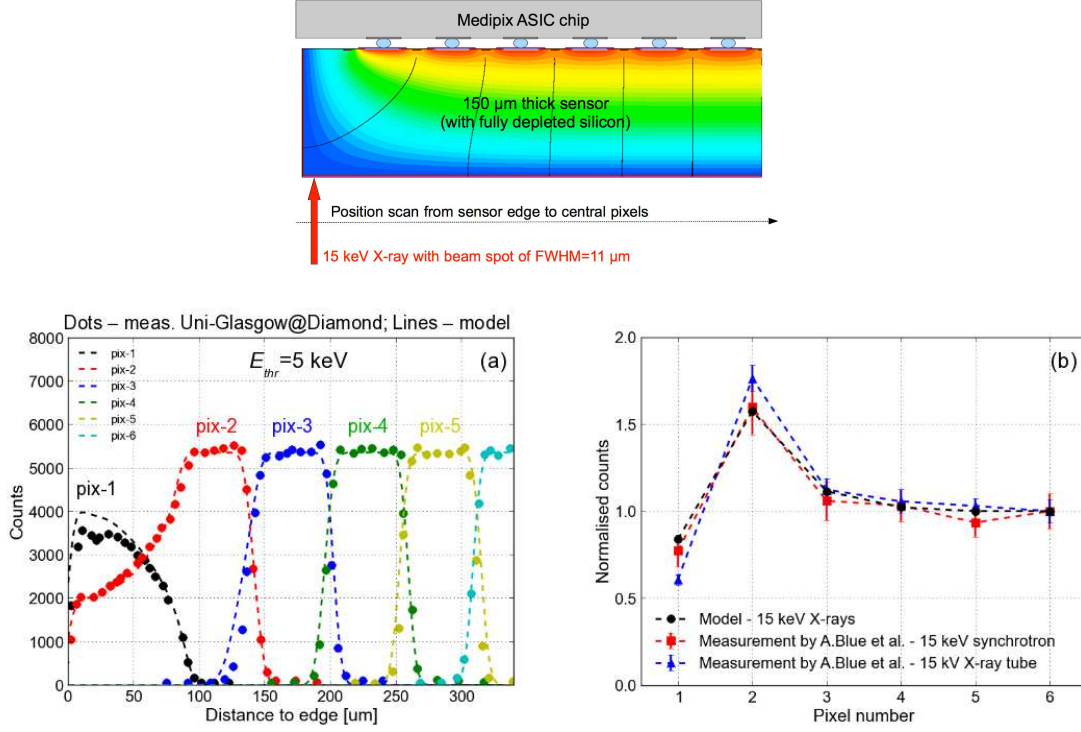 Medipix ASIC chip
150 μm thick sensor
(with fully depleted silicon)
Position scan from sensor edge to central pixels
15 keV X-ray with beam spot of FWHM=11 μm
Dots – meas. Uni-Glasgow@Diamond; Lines – model
8000
7000
6000
5000
4000
3000
2000
1000
0
Counts
pix-1
pix-2
pix-3
pix-4
pix-5
pix-6
E_thr=5 keV
(a)
pix-1
pix-2
pix-3
pix-4
pix-5
0
50
100
150
200
250
300
Distance to edge [um]
2.0
1.5
1.0
0.5
0.0
Normalised counts
(b)
Model - 15 keV X-rays
Measurement by A.Blue et al. - 15 keV synchrotron
Measurement by A.Blue et al. - 15 kV X-ray tube
1
2
3
4
5
6
Pixel number